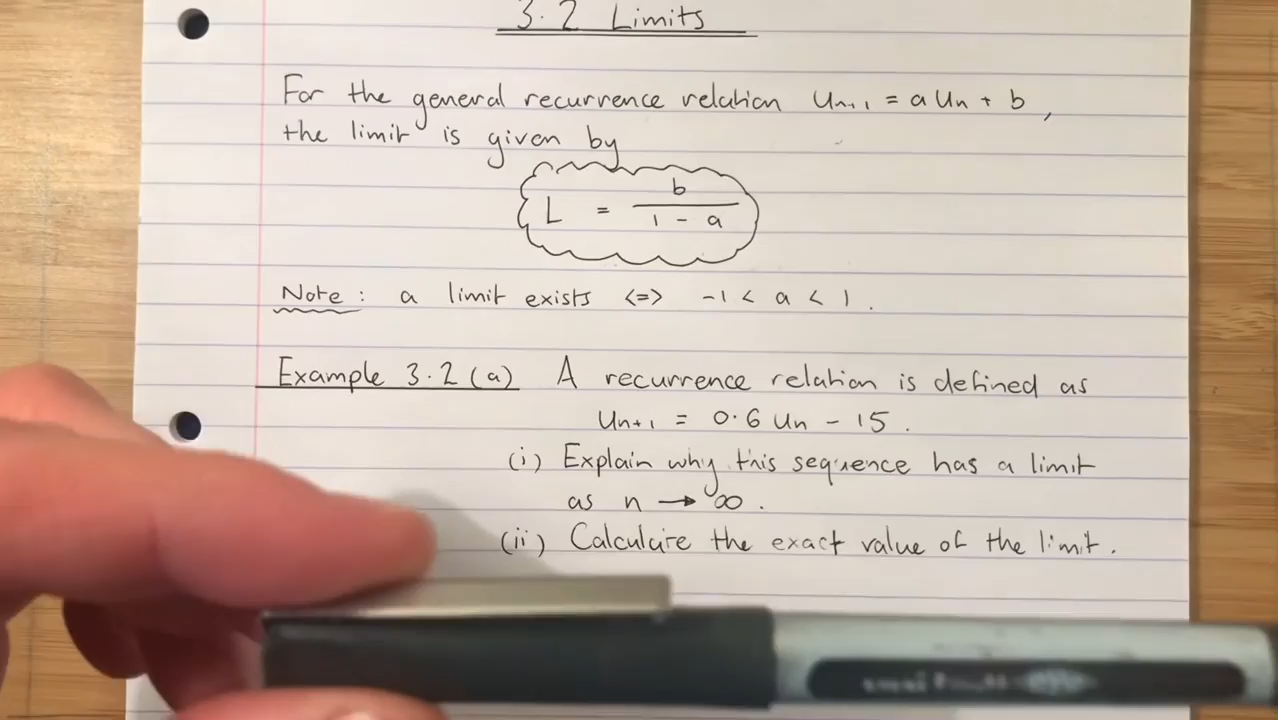 3.2 Limits
For the general recurrence relation Un+1 = a Un + b,
the limit is given by
L = b / 1 - a
Note: a limit exists <=> -1 < a < 1.
Example 3.2 (a) A recurrence relation is defined as
Un+1 = 0.6 Un - 15.
(i) Explain why this sequence has a limit
as n → ∞.
(ii) Calculate the exact value of the limit.